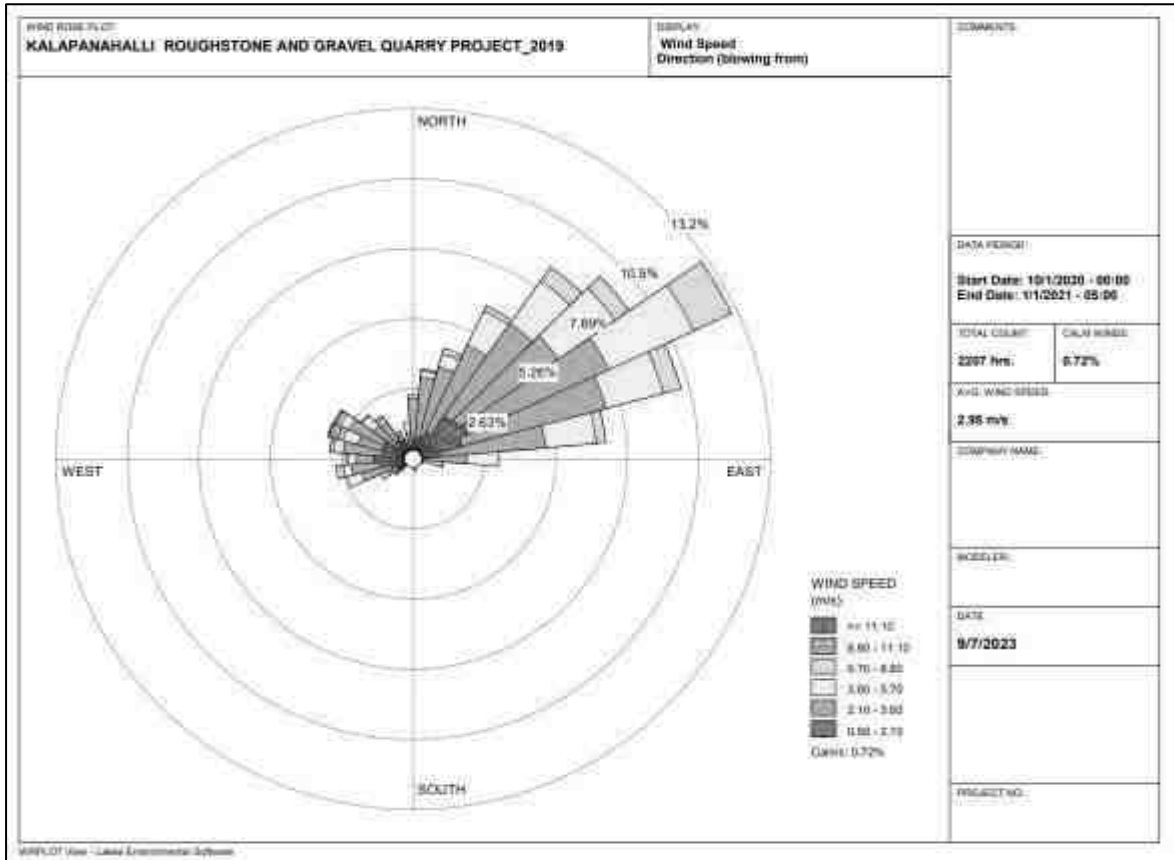 WIND ROSE PLOT:
KALAPANAHALLI ROUGHSTONE AND GRAVEL QUARRY PROJECT_2019
DISPLAY:
Wind Speed
Direction (blowing from)
COMMENTS:
NORTH
13.2%
10.5%
7.89%
5.26%
2.63%
WEST
EAST
SOUTH
WIND SPEED
(m/s)
>= 11.10
8.80 - 11.10
5.70 - 8.80
3.60 - 5.70
2.10 - 3.60
0.50 - 2.10
Calms: 0.72%
DATA PERIOD:
Start Date: 10/1/2020 - 00:00
End Date: 1/1/2021 - 05:00
TOTAL COUNT:
2207 hrs.
CALM WINDS:
0.72%
AVG. WIND SPEED:
2.95 m/s
COMPANY NAME:
MODELER:
DATE:
9/7/2023
PROJECT NO.:
WRPLOT View - Lakes Environmental Software